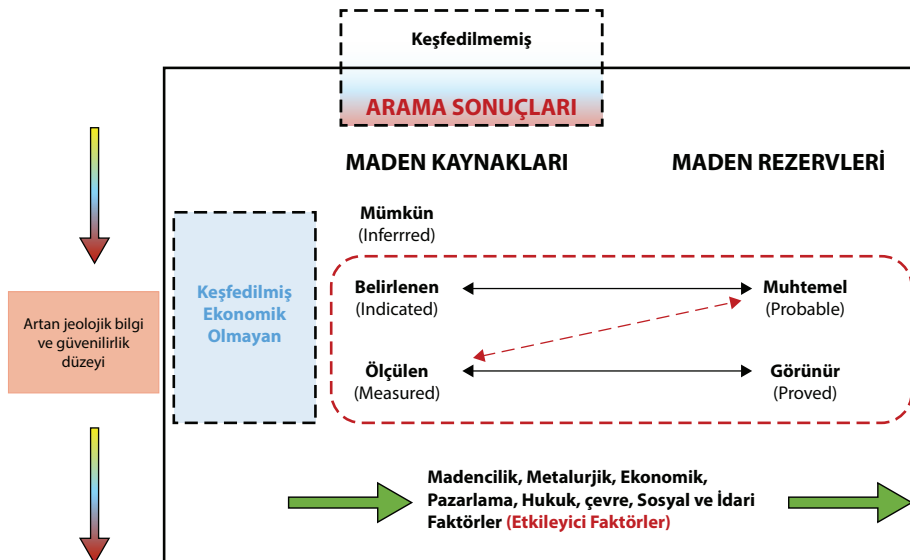 Keşfedilmemiş
ARAMA SONUÇLARI
MADEN KAYNAKLARI
MADEN REZERVLERİ
Mümkün
(Inferrred)
Keşfedilmiş
Ekonomik
Olmayan
Belirlenen
(Indicated)
Muhtemel
(Probable)
Artan jeolojik bilgi
ve güvenilirlik
düzeyi
Ölçülen
(Measured)
Görünür
(Proved)
Madencilik, Metalurjik, Ekonomik,
Pazarlama, Hukuk, çevre, Sosyal ve İdari
Faktörler (Etkileyici Faktörler)